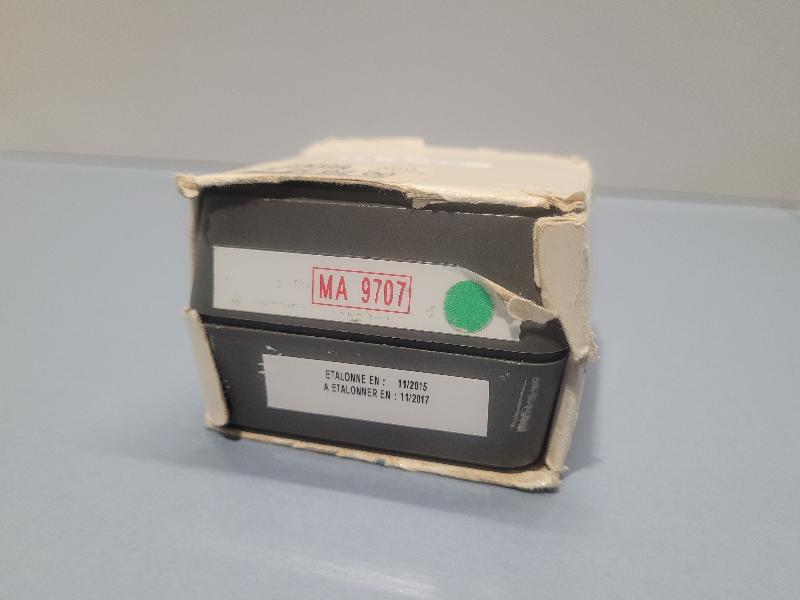 MA 9707
ETALONNE EN : 11/2015
A ETALONNER EN : 11/2017